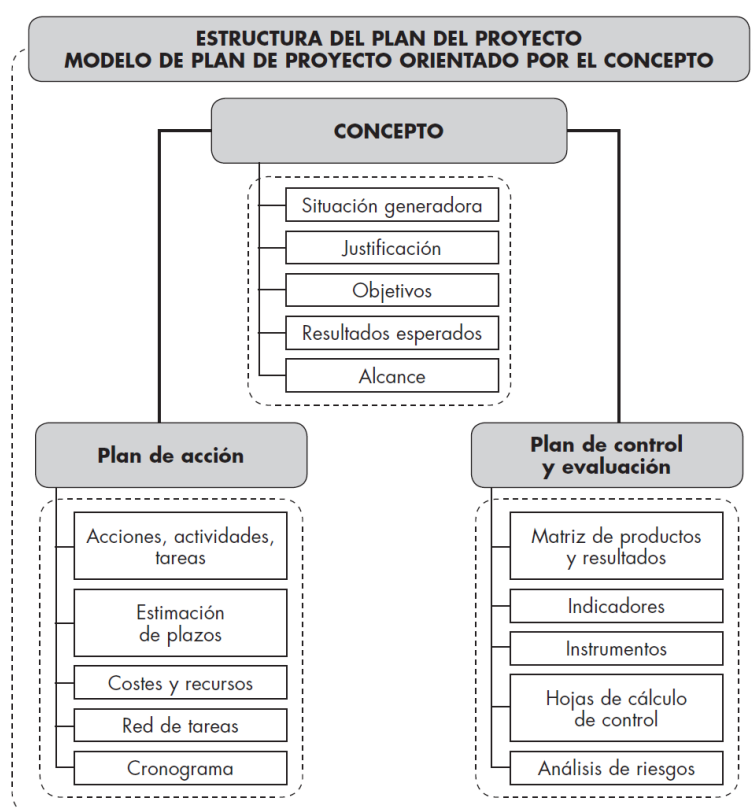 ESTRUCTURA DEL PLAN DEL PROYECTO
MODELO DE PLAN DE PROYECTO ORIENTADO POR EL CONCEPTO
CONCEPTO
Situación generadora
Justificación
Objetivos
Resultados esperados
Alcance
Plan de acción
Acciones, actividades,
tareas
Estimación
de plazos
Costes y recursos
Red de tareas
Cronograma
Plan de control
y evaluación
Matriz de productos
y resultados
Indicadores
Instrumentos
Hojas de cálculo
de control
Análisis de riesgos